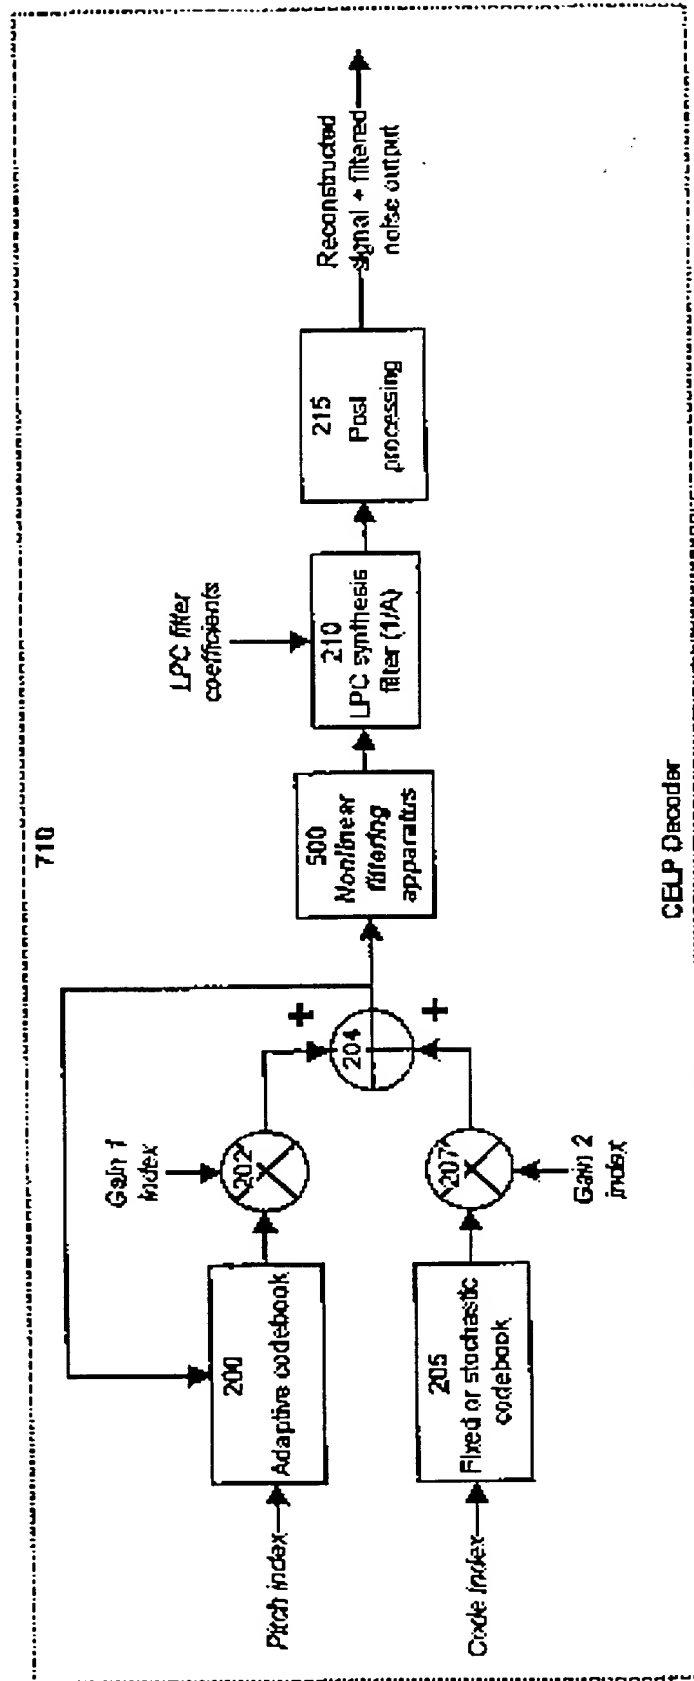 710
Pitch index
200
Adaptive codebook
Gain 1
index
202
Code index
205
Fixed or stochastic
codebook
207
Gain 2
index
+
204
+
500
Nonlinear
filtering
apparatus
LPC filter
coefficients
210
LPC synthesis
filter (1/A)
215
Post
processing
Reconstructed
signal + filtered
noise output
CELP Decoder